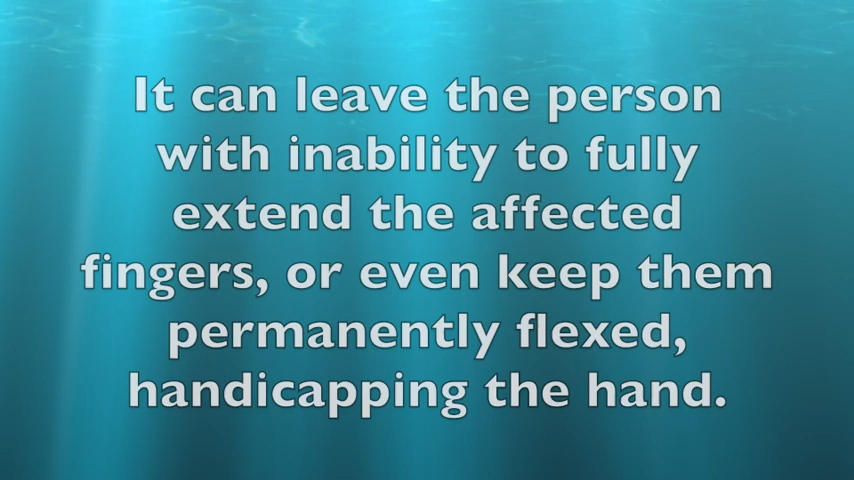 It can leave the person
with inability to fully
extend the affected
fingers, or even keep them
permanently flexed,
handicapping the hand.